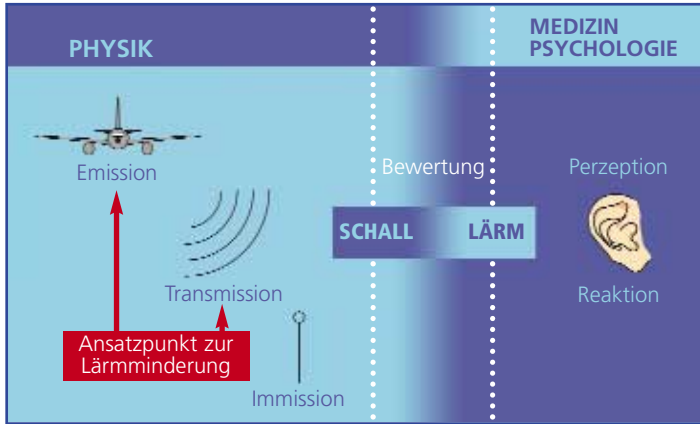 PHYSIK
MEDIZIN
PSYCHOLOGIE
Emission
Bewertung
Perzeption
SCHALL
LÄRM
Transmission
Reaktion
Ansatzpunkt zur
Lärmminderung
Immission